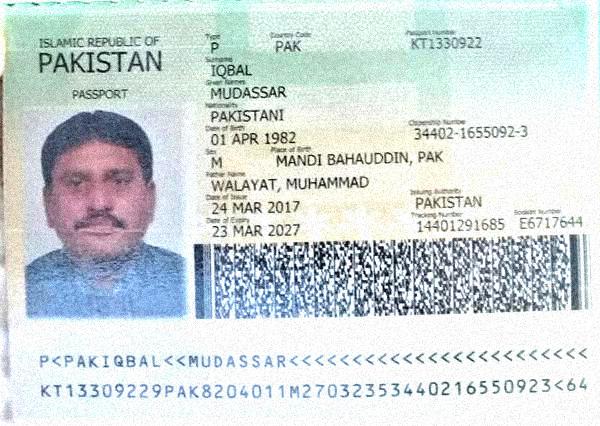 ISLAMIC REPUBLIC OF
PAKISTAN
PASSPORT
Type Country Code Passport Number
P PAK KT1330922
Surname
IQBAL
Given Names
MUDASSAR
Nationality
PAKISTANI
Date of Birth Citizenship Number
01 APR 1982 34402-1655092-3
Sex Place of Birth
M MANDI BAHAUDDIN, PAK
Father Name
WALAYAT, MUHAMMAD
Date of Issue Issuing Authority
24 MAR 2017 PAKISTAN
Date of Expiry Tracking Number Booklet Number
23 MAR 2027 14401291685 E6717644
P<PAKIQBAL<<MUDASSAR<<<<<<<<<<<<<<<<<<<<<<<<
KT13309229PAK8204011M27032353440216550923<64